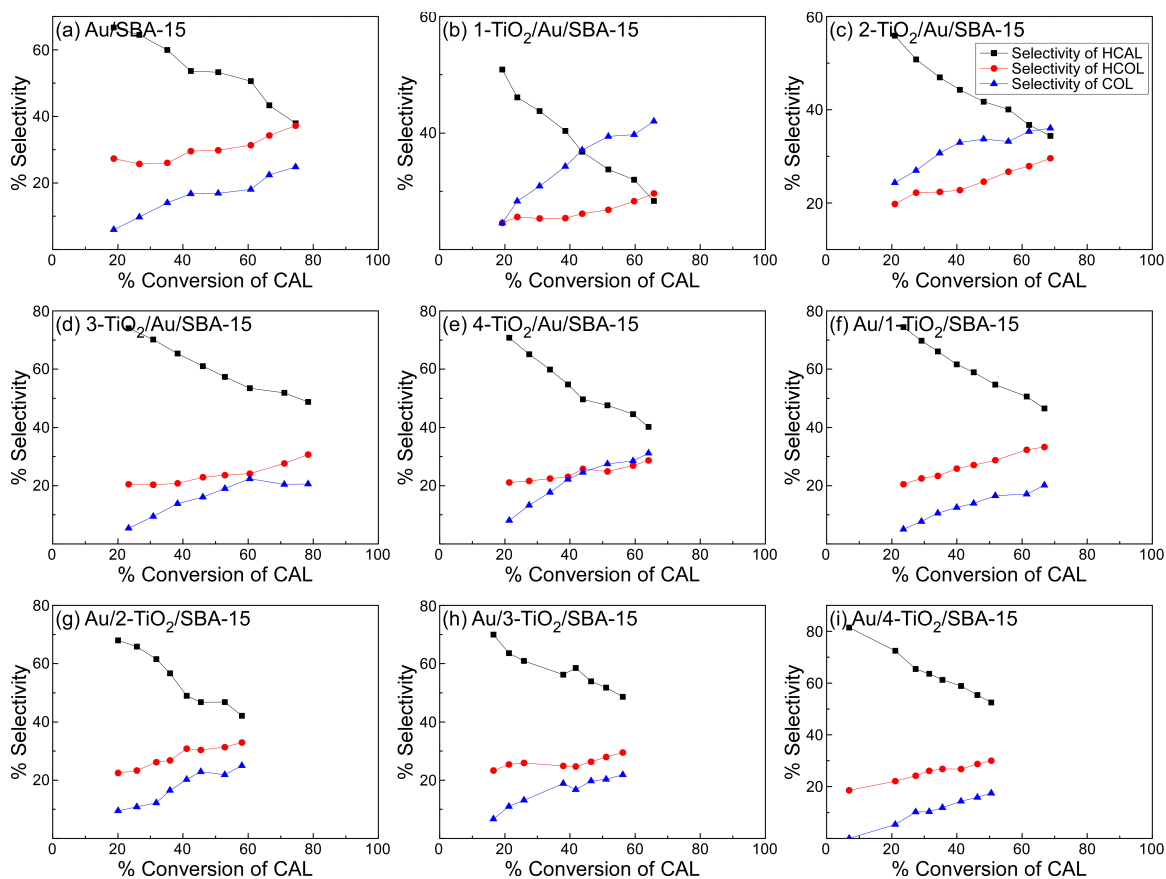 (a) Au/SBA-15
60
40
20
% Selectivity
0 20 40 60 80 100
% Conversion of CAL
(b) 1-TiO2/Au/SBA-15
60
40
% Selectivity
0 20 40 60 80 100
% Conversion of CAL
(c) 2-TiO2/Au/SBA-15
Selectivity of HCAL
Selectivity of HCOL
Selectivity of COL
60
40
20
% Selectivity
0 20 40 60 80 100
% Conversion of CAL
(d) 3-TiO2/Au/SBA-15
80
60
40
20
% Selectivity
0 20 40 60 80 100
% Conversion of CAL
(e) 4-TiO2/Au/SBA-15
80
60
40
20
% Selectivity
0 20 40 60 80 100
% Conversion of CAL
(f) Au/1-TiO2/SBA-15
80
60
40
20
% Selectivity
0 20 40 60 80 100
% Conversion of CAL
(g) Au/2-TiO2/SBA-15
80
60
40
20
% Selectivity
0 20 40 60 80 100
% Conversion of CAL
(h) Au/3-TiO2/SBA-15
80
60
40
20
% Selectivity
0 20 40 60 80 100
% Conversion of CAL
(i) Au/4-TiO2/SBA-15
80
60
40
20
0
% Selectivity
0 20 40 60 80 100
% Conversion of CAL